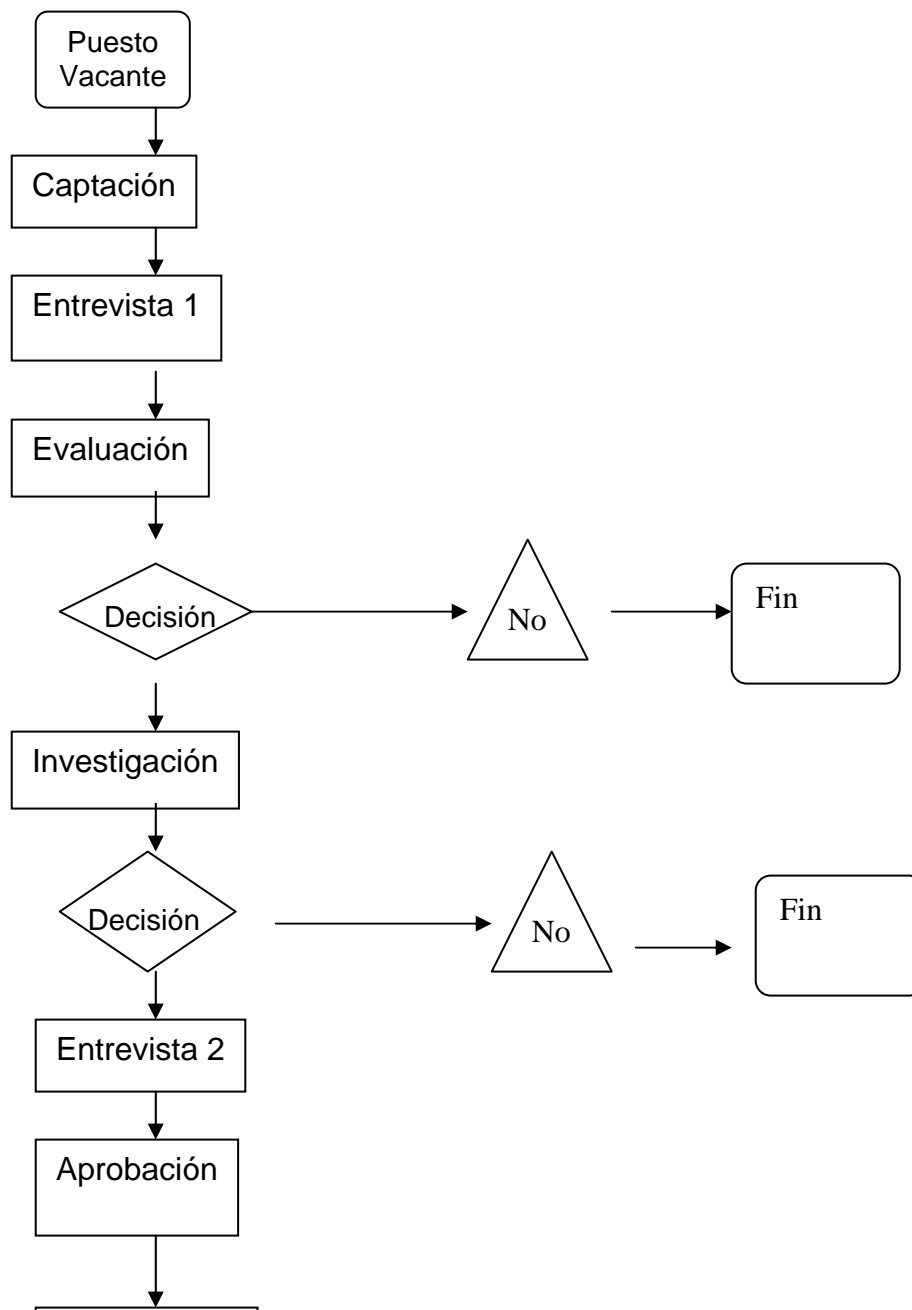 Puesto
Vacante
Captación
Entrevista 1
Evaluación
Decisión
No
Fin
Investigación
Decisión
No
Fin
Entrevista 2
Aprobación